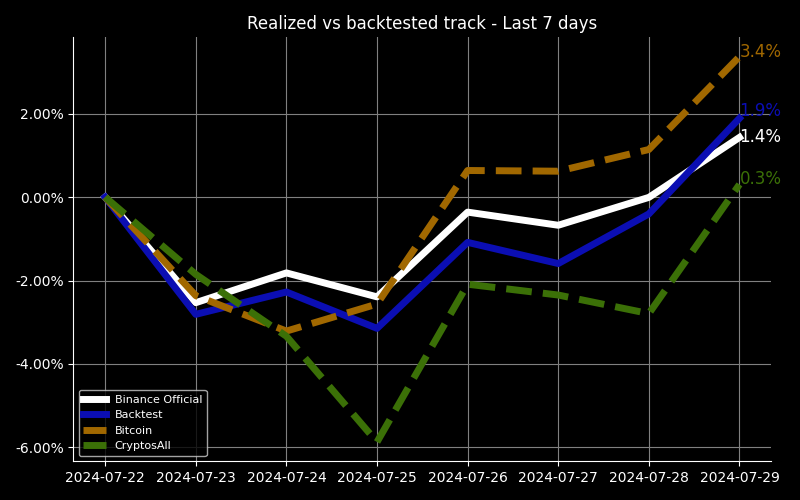 Realized vs backtested track - Last 7 days
3.4%
1.9%
1.4%
0.3%
2.00%
0.00%
-2.00%
-4.00%
-6.00%
Binance Official
Backtest
Bitcoin
CryptosAll
2024-07-22 2024-07-23 2024-07-24 2024-07-25 2024-07-26 2024-07-27 2024-07-28 2024-07-29